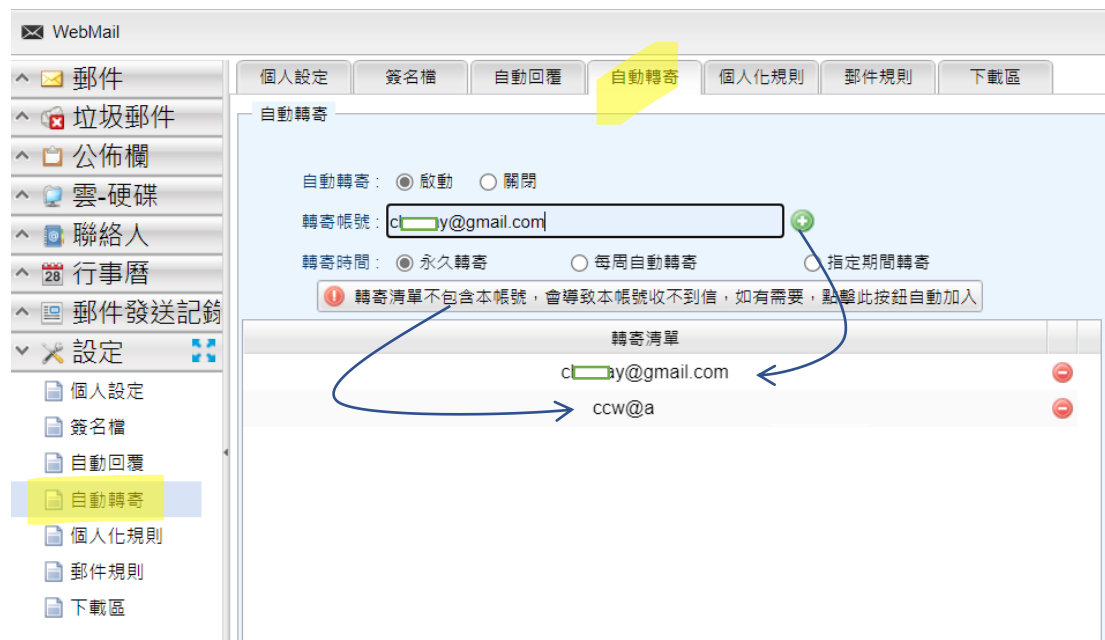 WebMail
郵件
垃圾郵件
公佈欄
雲-硬碟
聯絡人
28 行事曆
郵件發送記錄
設定
個人設定
簽名檔
自動回覆
自動轉寄
個人化規則
郵件規則
下載區
個人設定 簽名檔 自動回覆 自動轉寄 個人化規則 郵件規則 下載區
自動轉寄
自動轉寄: 啟動 關閉
轉寄帳號: c y@gmail.com
轉寄時間: 永久轉寄 每周自動轉寄 指定期間轉寄
轉寄清單不包含本帳號，會導致本帳號收不到信，如有需要，點擊此按鈕自動加入
轉寄清單
c ay@gmail.com
ccw@a